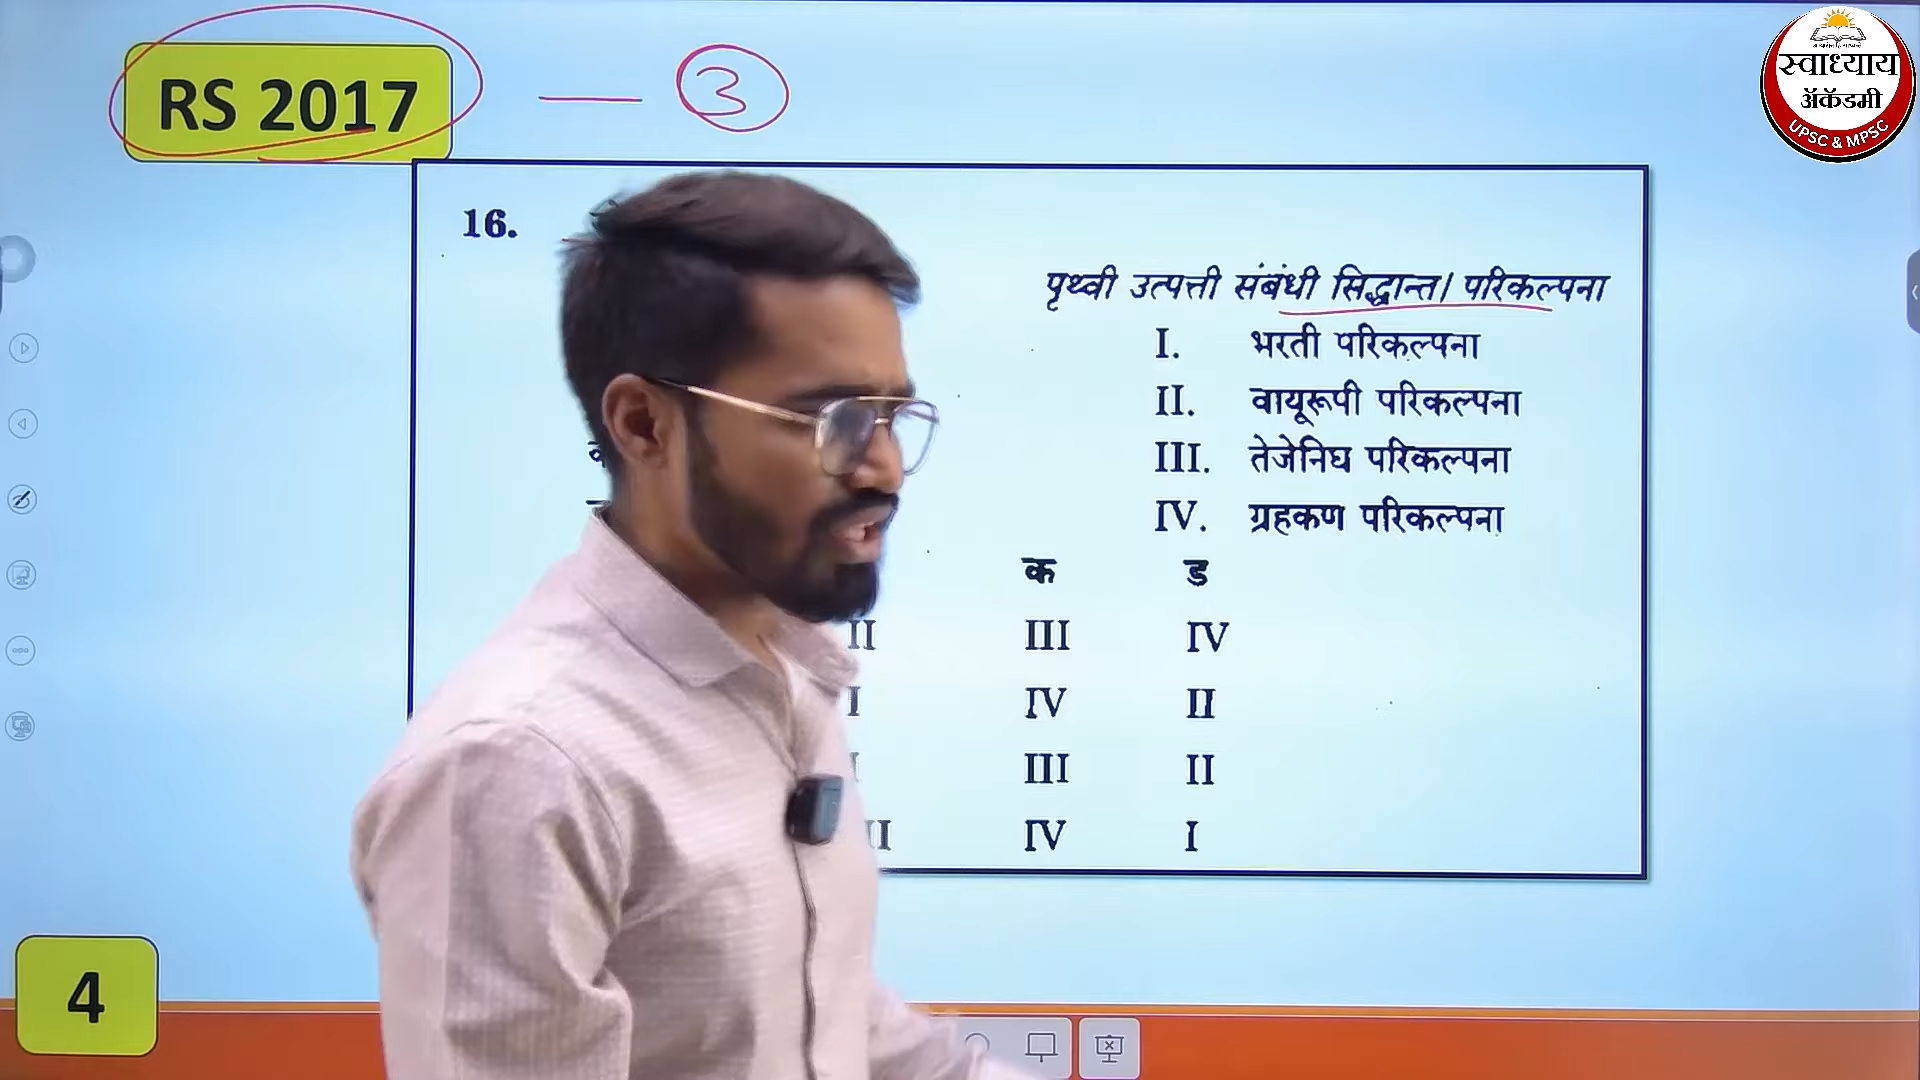 RS 2017 — 3
स्वाध्याय
ॲकॅडमी
UPSC & MPSC
16.
पृथ्वी उत्पत्ती संबंधी सिद्धान्त/परिकल्पना
I. भरती परिकल्पना
II. वायूरूपी परिकल्पना
III. तेजेनिघ परिकल्पना
IV. ग्रहकण परिकल्पना
क ड
II III IV
I IV II
I III II
II IV I
4